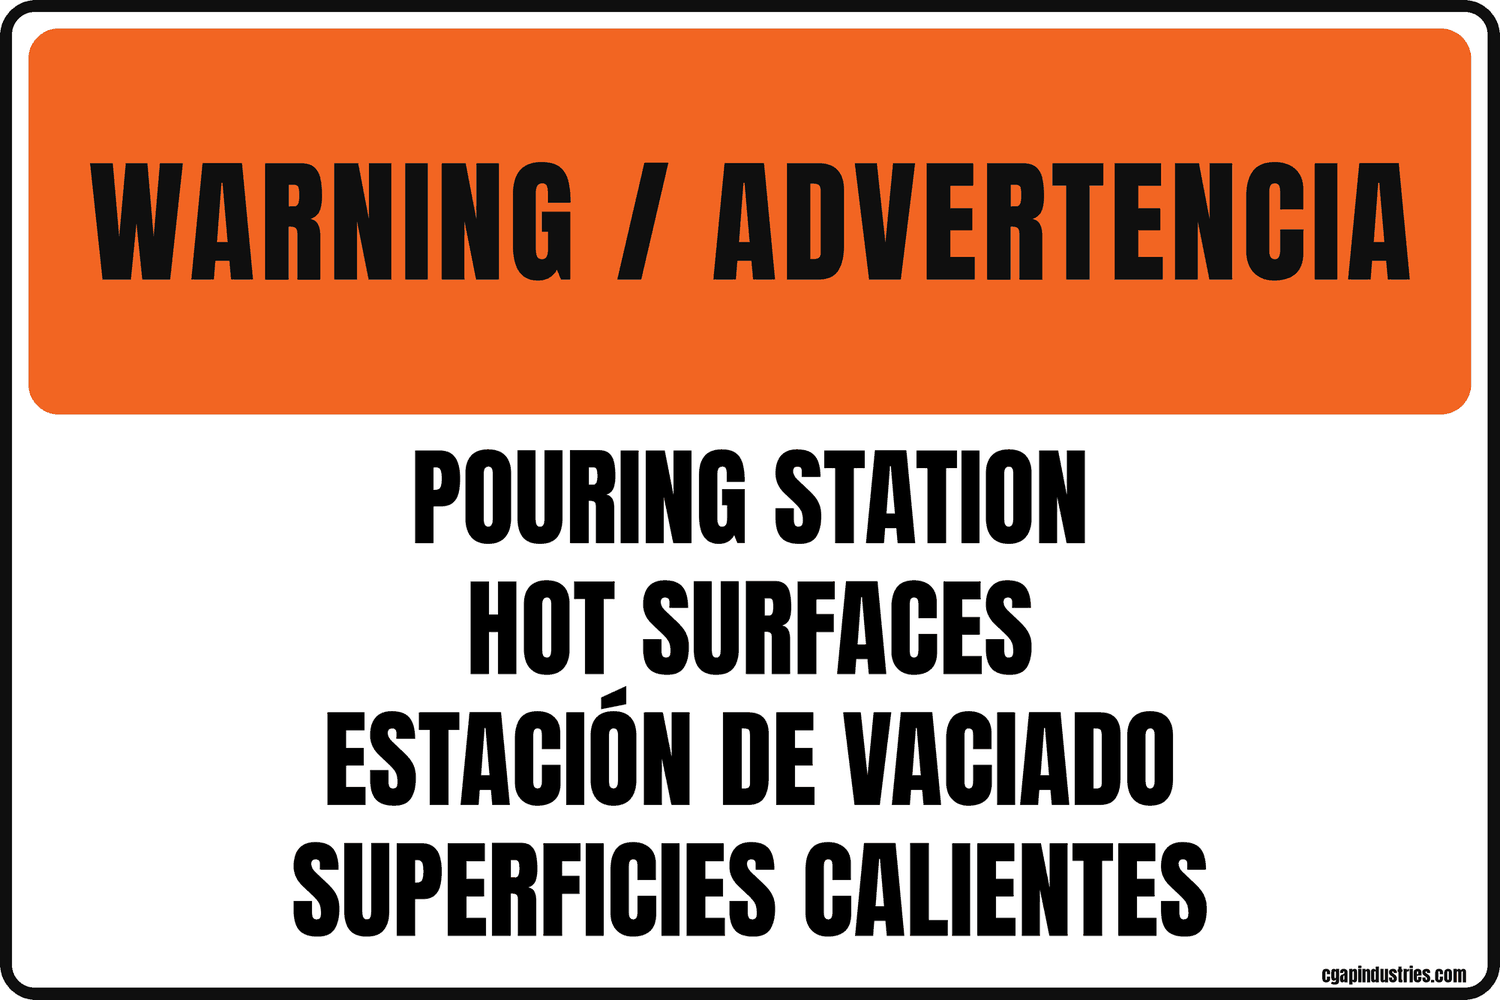 WARNING / ADVERTENCIA
POURING STATION
HOT SURFACES
ESTACIÓN DE VACIADO
SUPERFICIES CALIENTES
cgapindustries.com